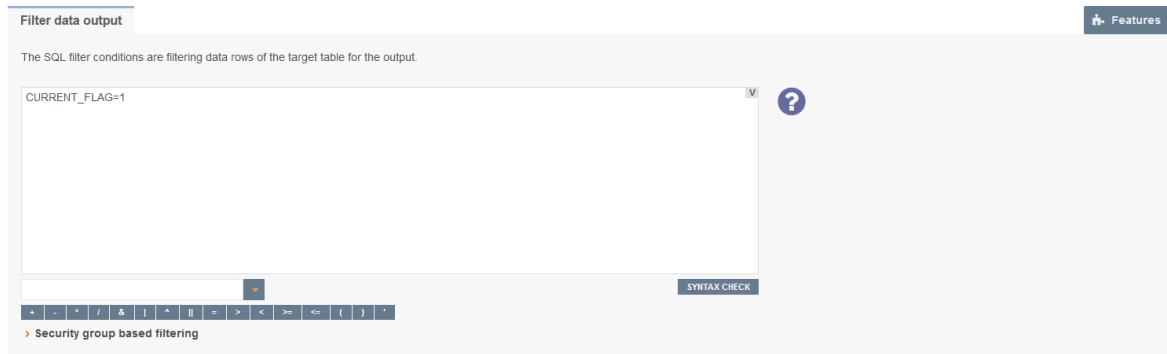 Filter data output
Features
The SQL filter conditions are filtering data rows of the target table for the output.
CURRENT_FLAG=1
V
?
SYNTAX CHECK
+ - * / & | ^ || = > < >= <= ( ) '
> Security group based filtering